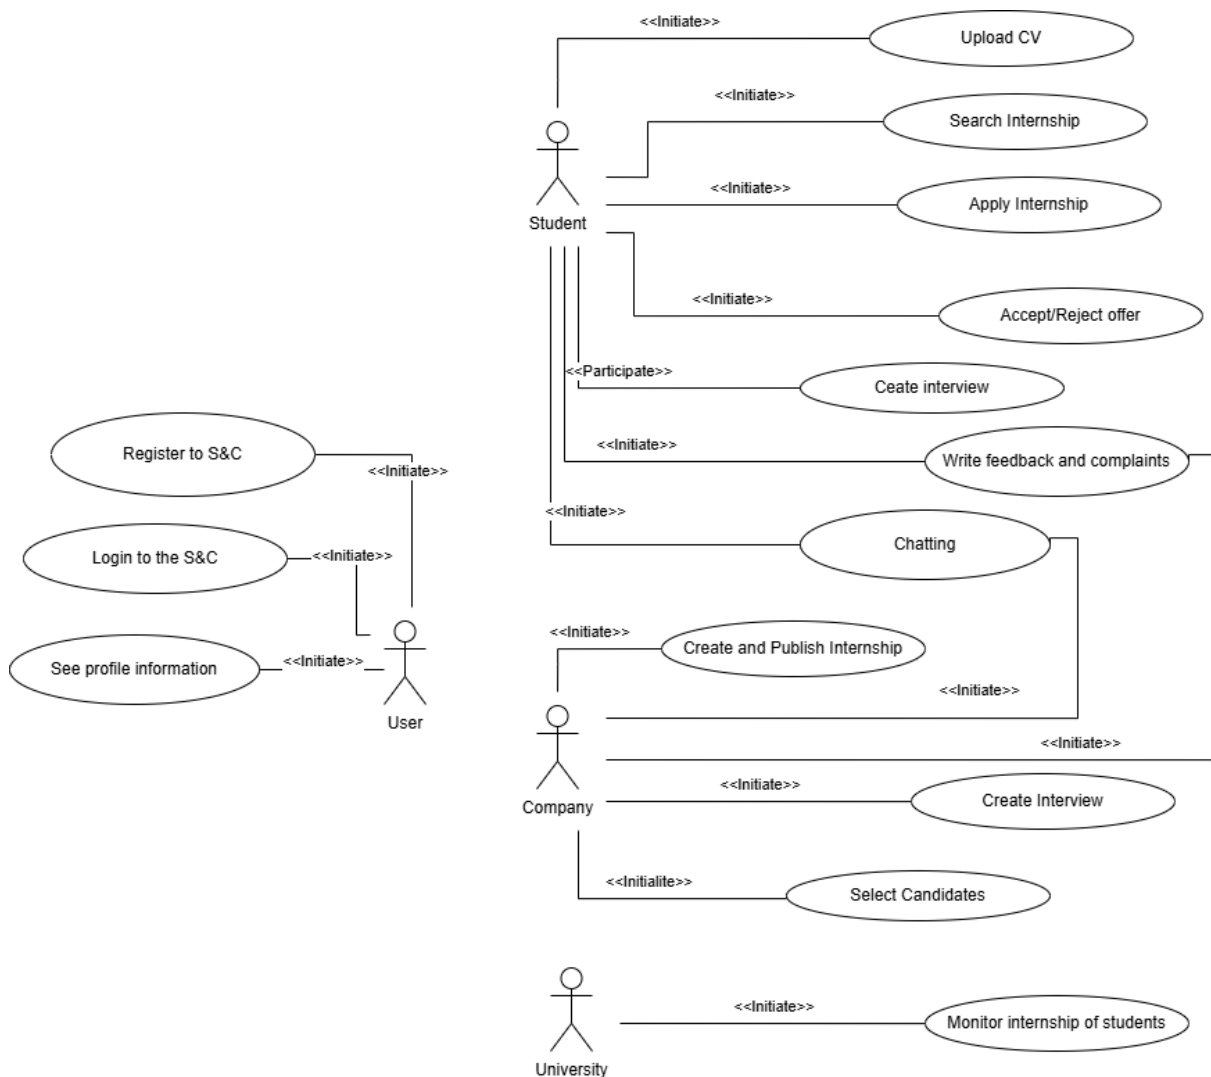 <<Initiate>>
Upload CV
<<Initiate>>
Search Internship
<<Initiate>>
Apply Internship
Student
<<Initiate>>
Accept/Reject offer
<<Participate>>
Ceate interview
<<Initiate>>
Write feedback and complaints
Register to S&C
<<Initiate>>
<<Initiate>>
Chatting
Login to the S&C
<<Initiate>>
<<Initiate>>
Create and Publish Internship
See profile information
<<Initiate>>
User
<<Initiate>>
<<Initiate>>
<<Initiate>>
Create Interview
Company
<<Initialite>>
Select Candidates
<<Initiate>>
Monitor internship of students
University